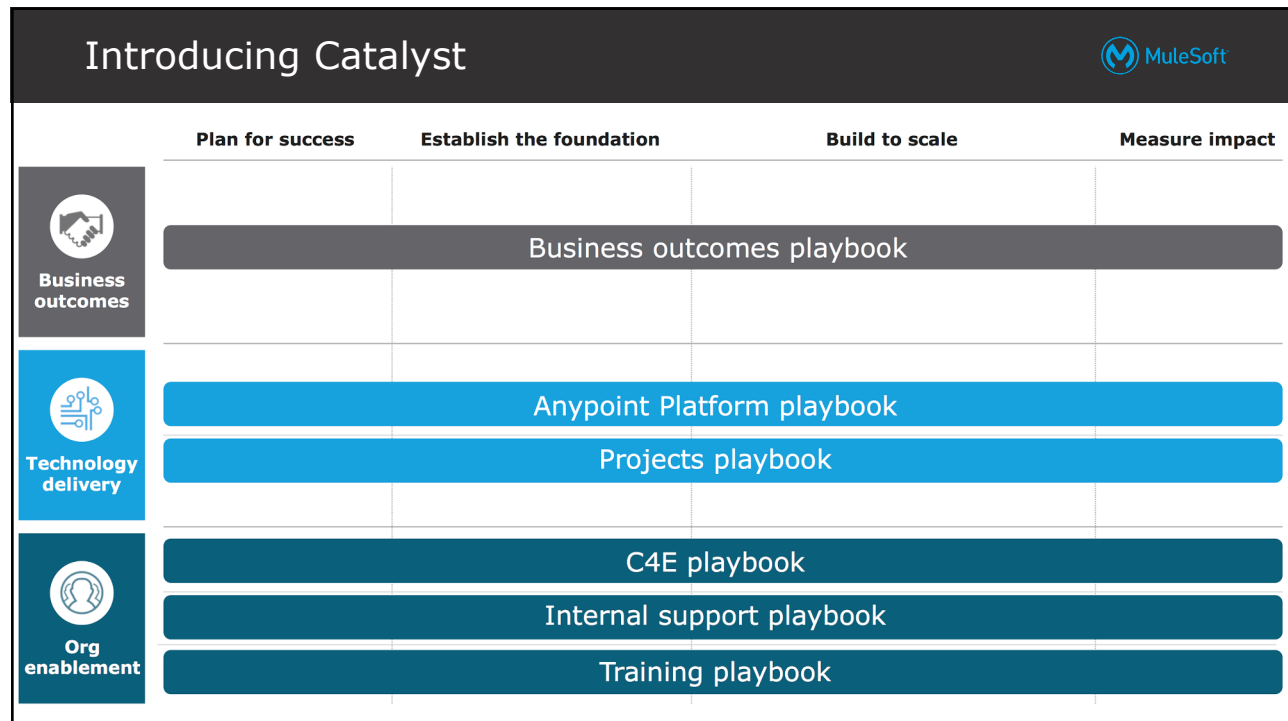 Introducing Catalyst
MuleSoft
Plan for success
Establish the foundation
Build to scale
Measure impact
Business
outcomes
Business outcomes playbook
Technology
delivery
Anypoint Platform playbook
Projects playbook
Org
enablement
C4E playbook
Internal support playbook
Training playbook